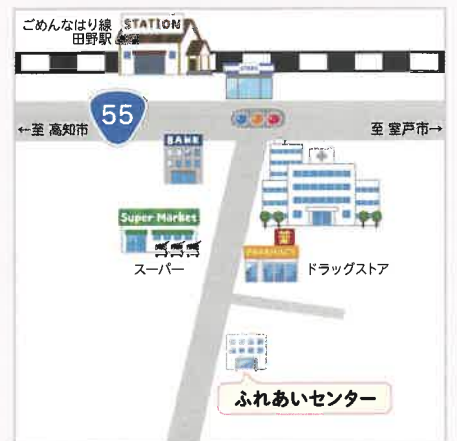 ごめんなはり線
田野駅
STATION
55
←至 高知市
至 室戸市→
BANK
Super Market
スーパー
PHARMACY
ドラッグストア
ふれあいセンター